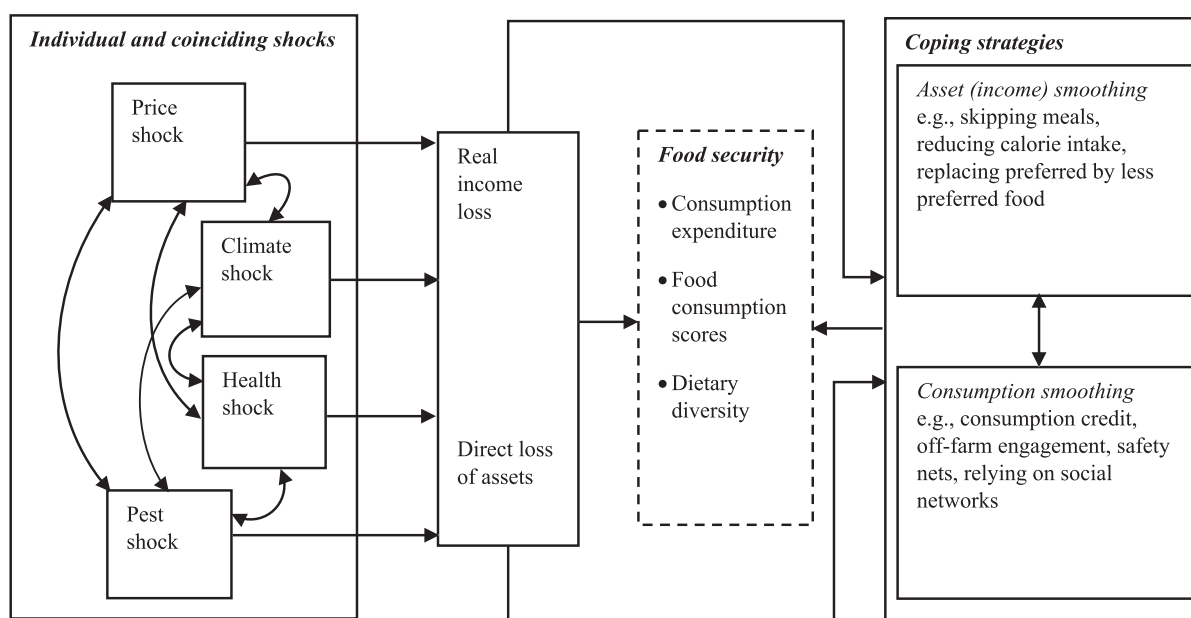 Individual and coinciding shocks
Price
shock
Climate
shock
Health
shock
Pest
shock
Real
income
loss
Direct loss
of assets
Food security
• Consumption
expenditure
• Food
consumption
scores
• Dietary
diversity
Coping strategies
Asset (income) smoothing
e.g., skipping meals,
reducing calorie intake,
replacing preferred by less
preferred food
Consumption smoothing
e.g., consumption credit,
off-farm engagement, safety
nets, relying on social
networks